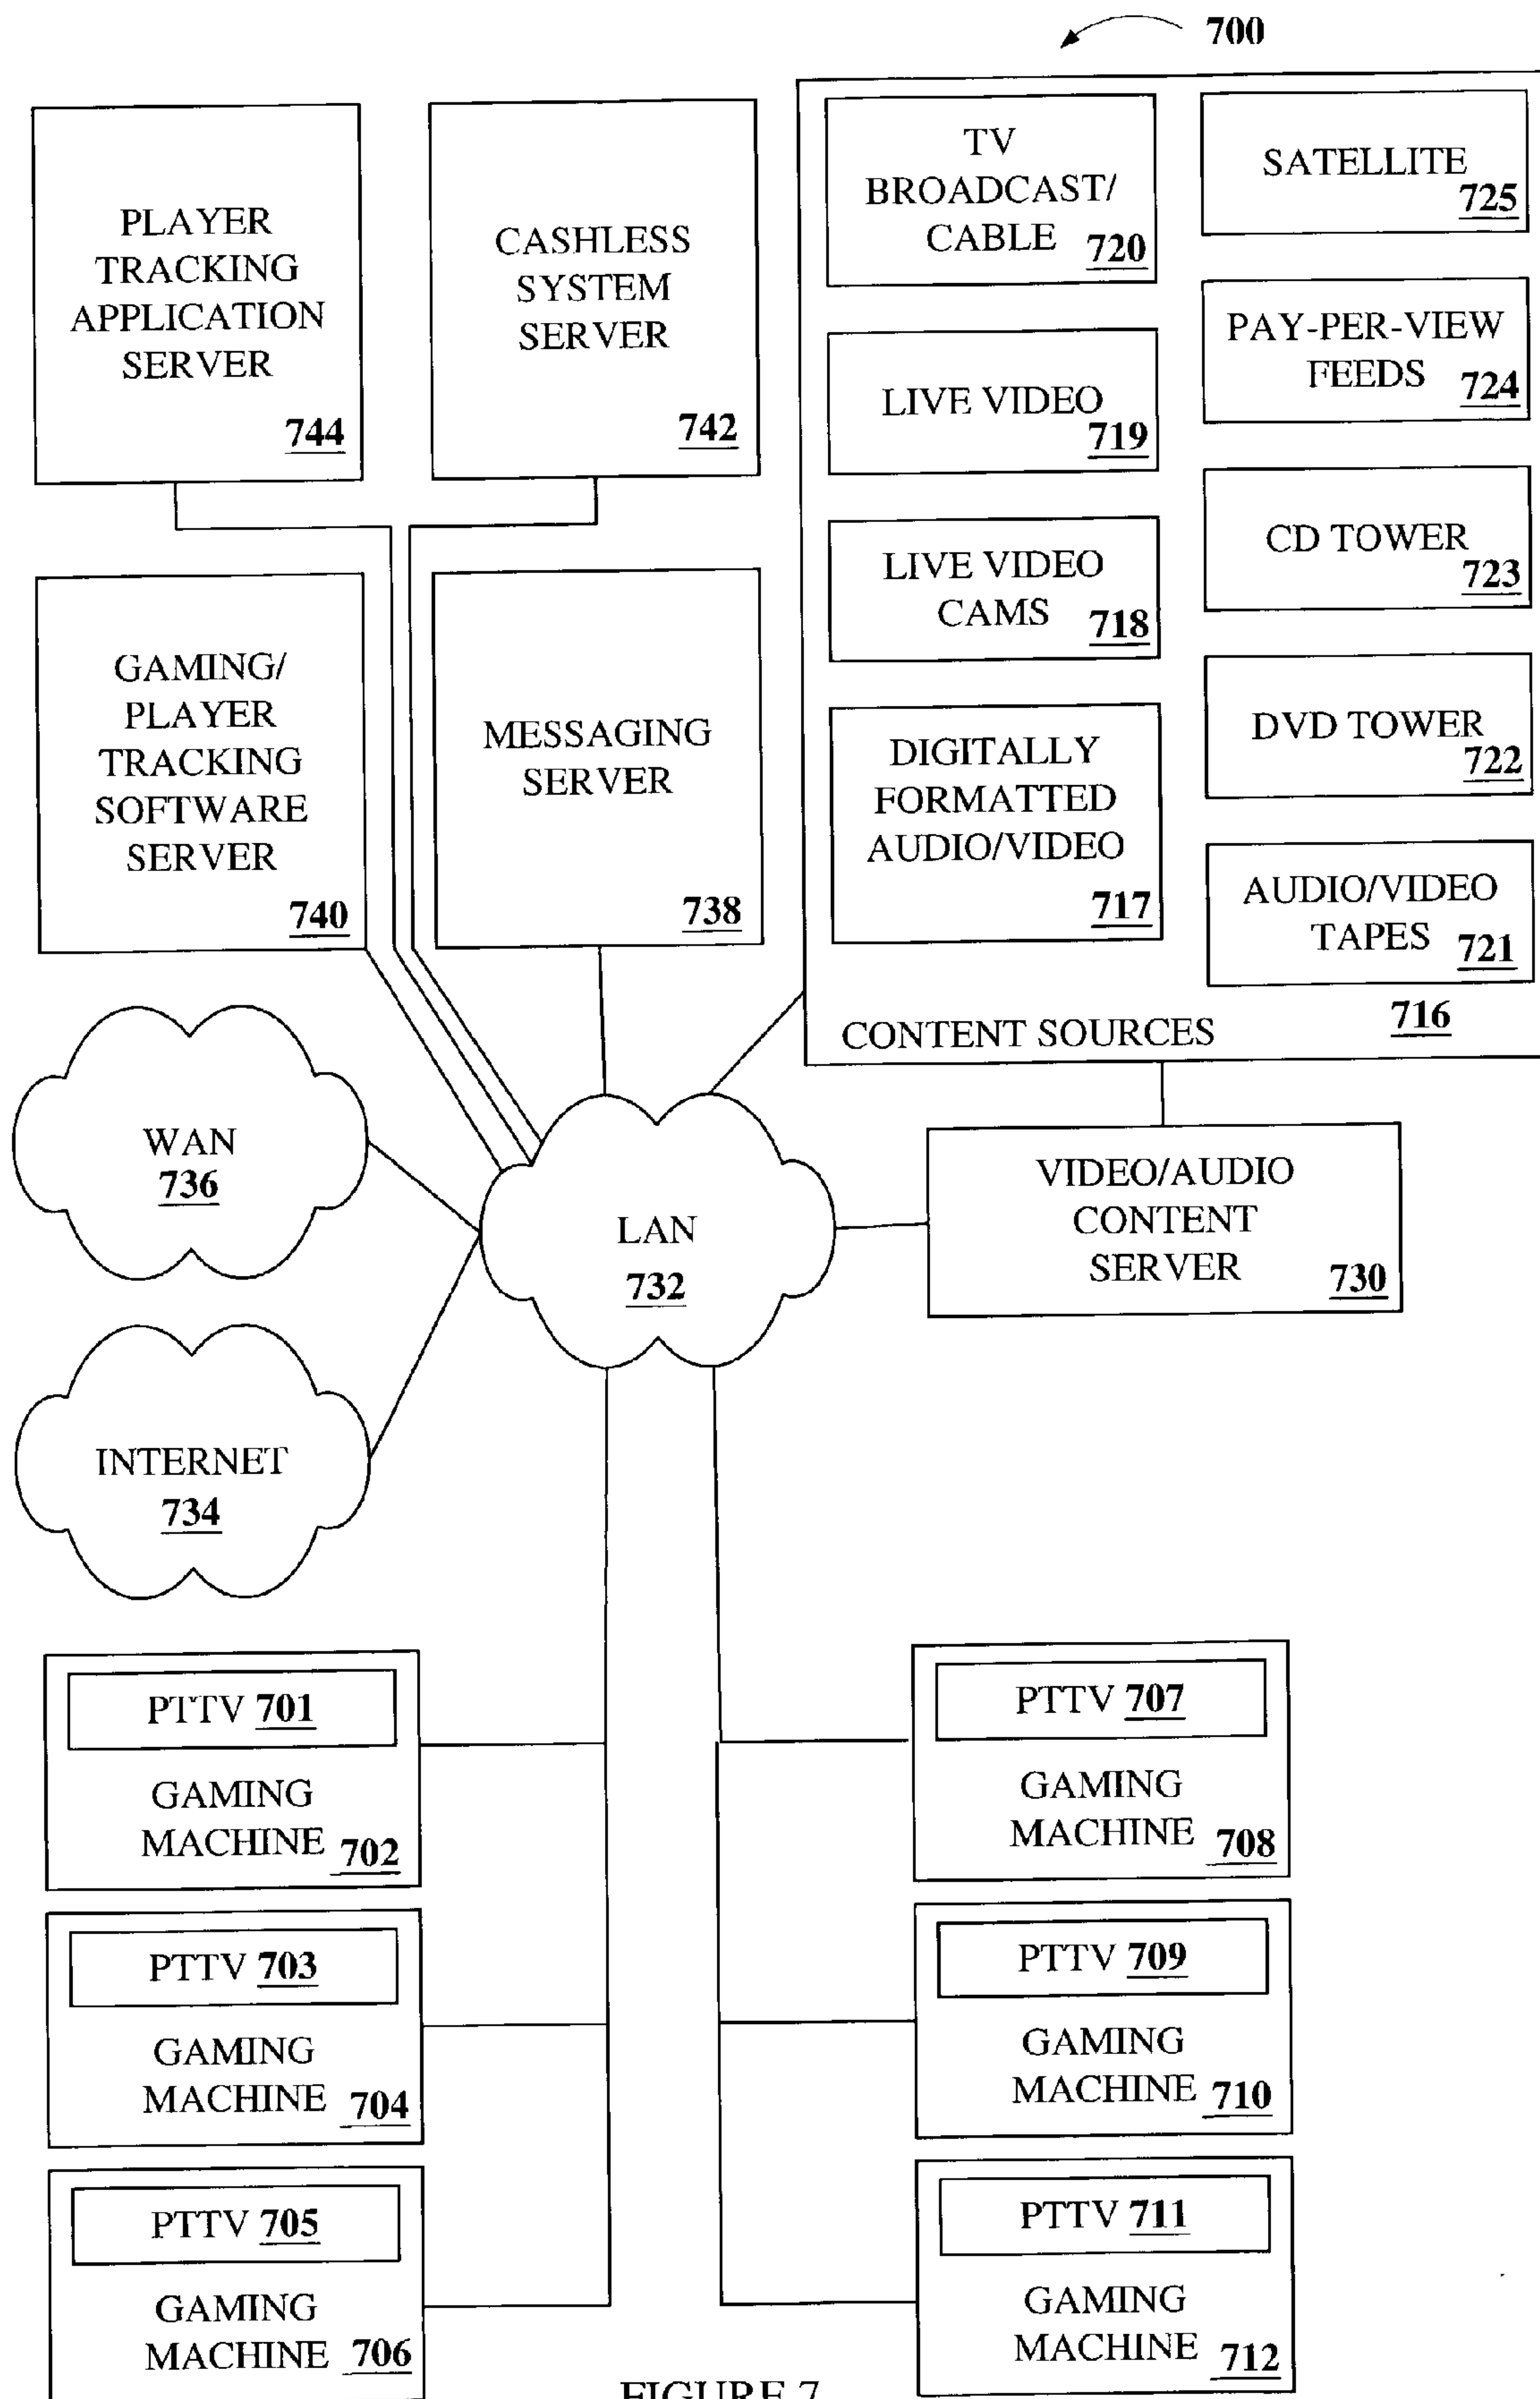 700
PLAYER
TRACKING
APPLICATION
SERVER
744
CASHLESS
SYSTEM
SERVER
742
TV
BROADCAST/
CABLE 720
SATELLITE
725
LIVE VIDEO
719
PAY-PER-VIEW
FEEDS 724
LIVE VIDEO
CAMS 718
CD TOWER
723
DIGITALLY
FORMATTED
AUDIO/VIDEO
717
DVD TOWER
722
AUDIO/VIDEO
TAPES 721
CONTENT SOURCES 716
GAMING/
PLAYER
TRACKING
SOFTWARE
SERVER
740
MESSAGING
SERVER
738
WAN
736
LAN
732
VIDEO/AUDIO
CONTENT
SERVER 730
INTERNET
734
PTTV 701
GAMING
MACHINE 702
PTTV 707
GAMING
MACHINE 708
PTTV 703
GAMING
MACHINE 704
PTTV 709
GAMING
MACHINE 710
PTTV 705
GAMING
MACHINE 706
PTTV 711
GAMING
MACHINE 712
FIGURE 7